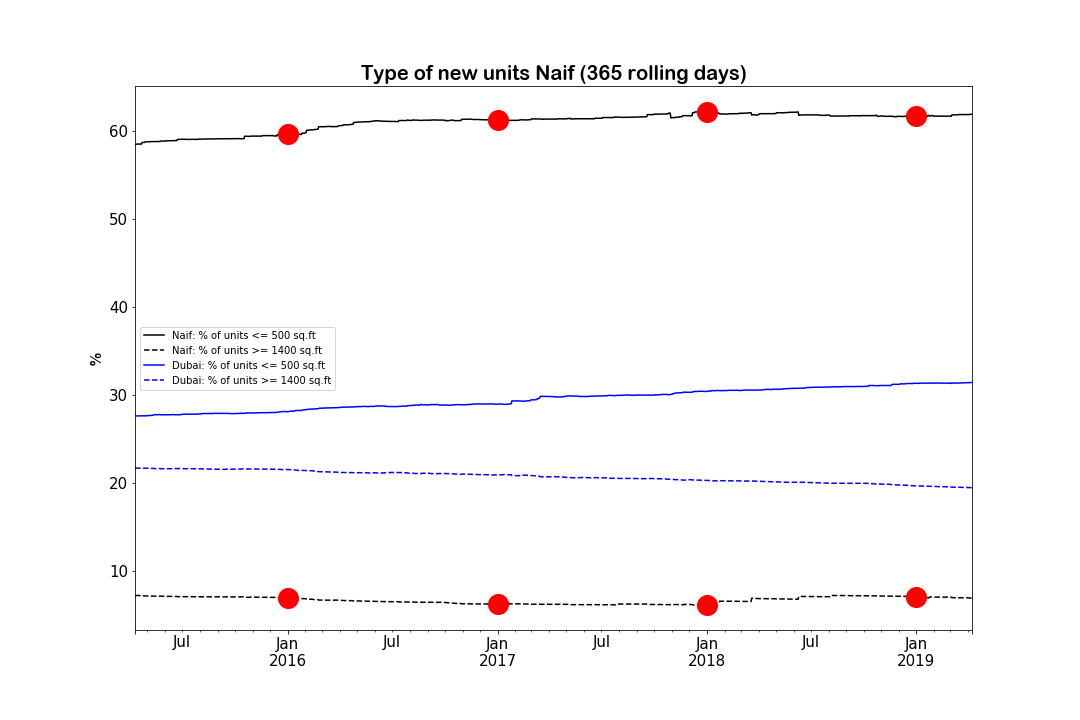 Type of new units Naif (365 rolling days)
60
50
40
30
20
10
%
Naif: % of units <= 500 sq.ft
Naif: % of units >= 1400 sq.ft
Dubai: % of units <= 500 sq.ft
Dubai: % of units >= 1400 sq.ft
Jul Jan Jul Jan Jul Jan Jul Jan
2016 2017 2018 2019